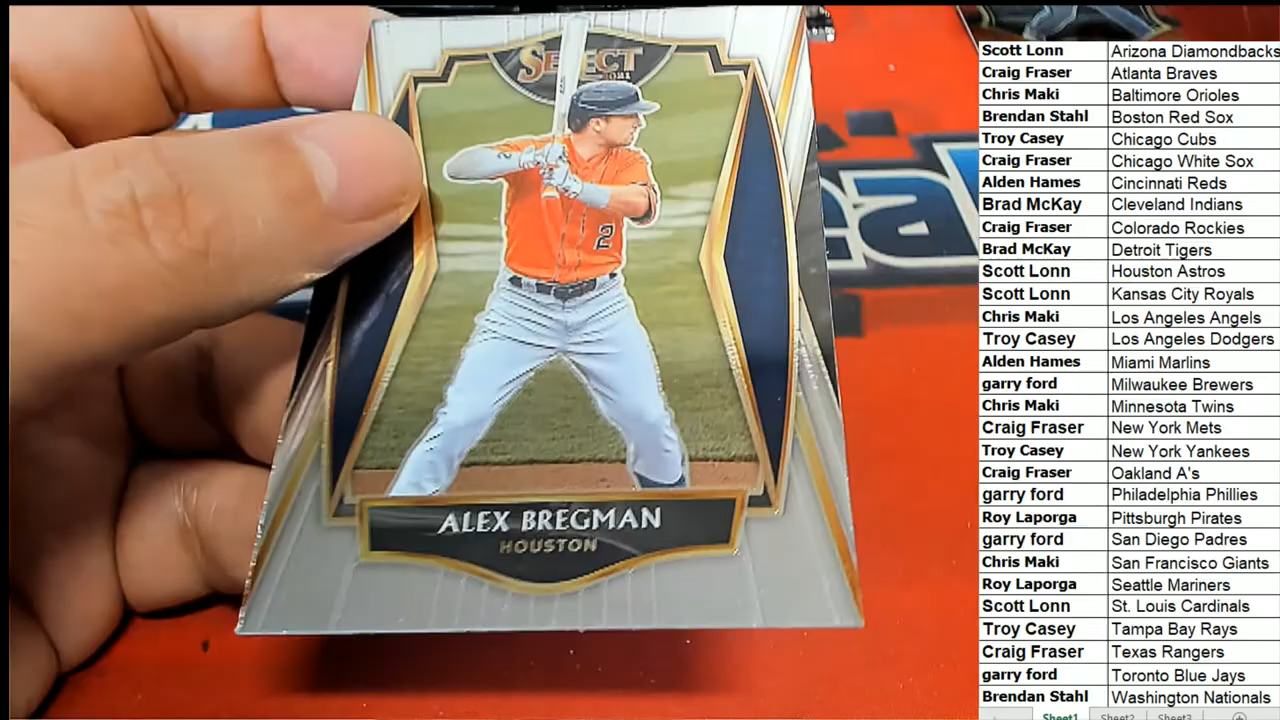 SELECT
2021
2
2
ALEX BREGMAN
HOUSTON
Scott Lonn Arizona Diamondbacks
Craig Fraser Atlanta Braves
Chris Maki Baltimore Orioles
Brendan Stahl Boston Red Sox
Troy Casey Chicago Cubs
Craig Fraser Chicago White Sox
Alden Hames Cincinnati Reds
Brad McKay Cleveland Indians
Craig Fraser Colorado Rockies
Brad McKay Detroit Tigers
Scott Lonn Houston Astros
Scott Lonn Kansas City Royals
Chris Maki Los Angeles Angels
Troy Casey Los Angeles Dodgers
Alden Hames Miami Marlins
garry ford Milwaukee Brewers
Chris Maki Minnesota Twins
Craig Fraser New York Mets
Troy Casey New York Yankees
Craig Fraser Oakland A's
garry ford Philadelphia Phillies
Roy Laporga Pittsburgh Pirates
garry ford San Diego Padres
Chris Maki San Francisco Giants
Roy Laporga Seattle Mariners
Scott Lonn St. Louis Cardinals
Troy Casey Tampa Bay Rays
Craig Fraser Texas Rangers
garry ford Toronto Blue Jays
Brendan Stahl Washington Nationals
Sheet1 Sheet2 Sheet3